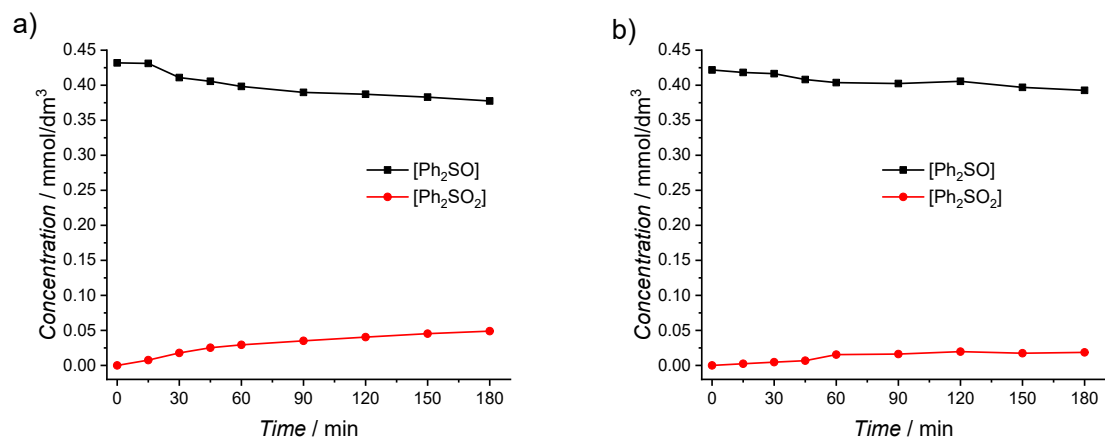 a)
Concentration / mmol/dm³
0.45
0.40
0.35
0.30
0.25
0.20
0.15
0.10
0.05
0.00
[Ph₂SO]
[Ph₂SO₂]
0 30 60 90 120 150 180
Time / min
b)
Concentration / mmol/dm³
0.45
0.40
0.35
0.30
0.25
0.20
0.15
0.10
0.05
0.00
[Ph₂SO]
[Ph₂SO₂]
0 30 60 90 120 150 180
Time / min